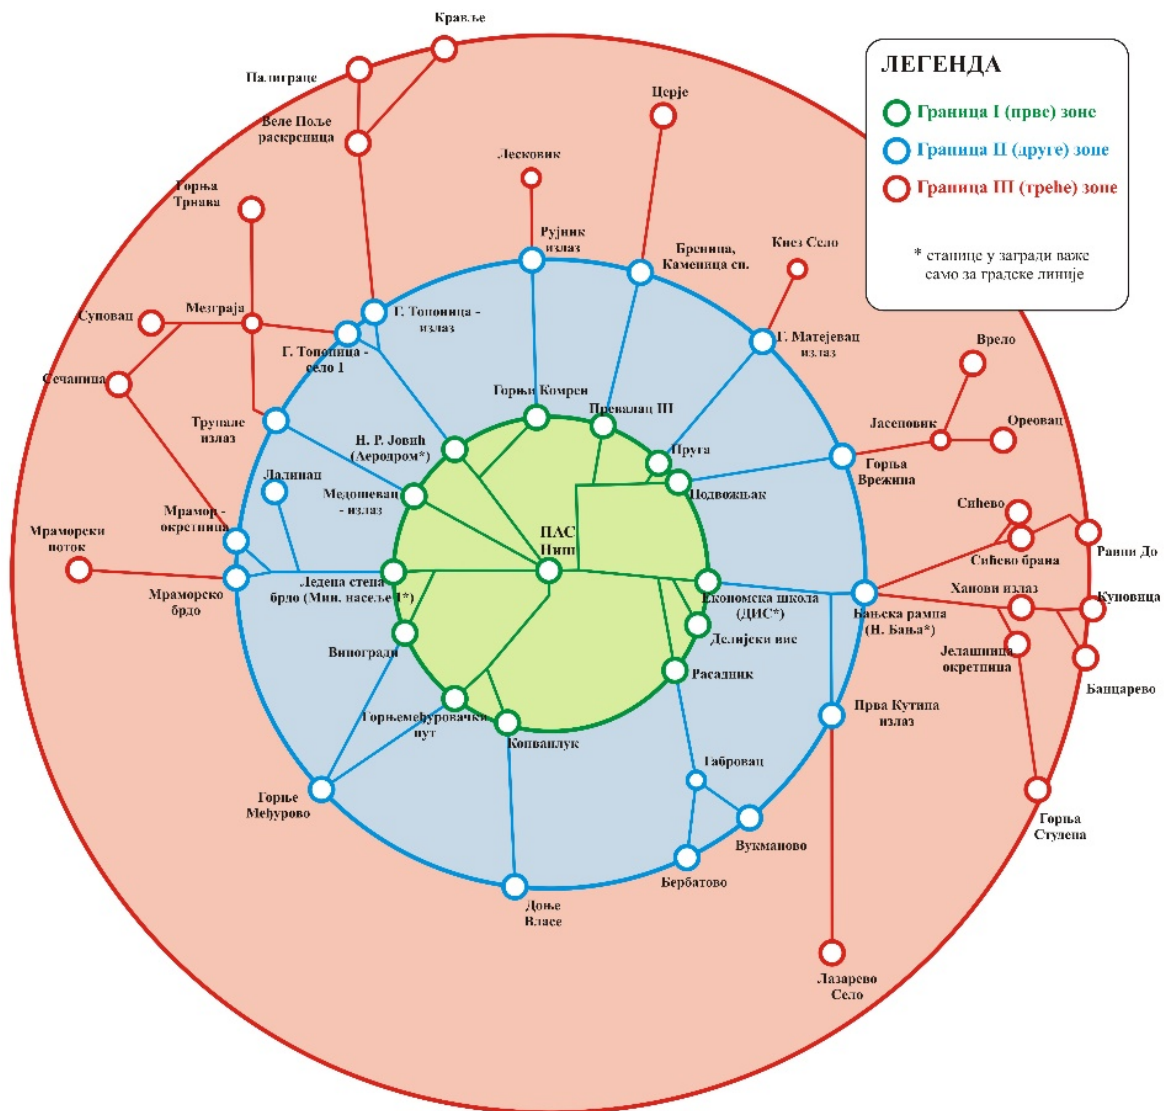 Кравље
Палиграце
Веле Поље
раскрсница
Церје
Лесковик
Горња
Трнава
Рујник
излаз
Бреница,
Каменица сп.
Кнез Село
ЛЕГЕНДА
Граница I (прве) зоне
Граница II (друге) зоне
Граница III (треће) зоне
* станице у загради важе
само за градске линије
Суповац
Мезграја
Г. Топоница -
излаз
Г. Топоница -
село 1
Г. Матејевац
излаз
Врело
Сечаница
Горњи Комрен
Превалац III
Трупале
излаз
Н. Р. Јовић
(Аеродром*)
Пруга
Јасеновик
Ореовац
Горња
Врежина
Лалинац
Медошевац
- излаз
Подвожњак
Мрамор -
окретница
Сићево
Мраморски
поток
ПАС
Ниш
Сићево брана
Равни До
Мраморско
брдо
Ледена стена
брдо (Мин. насеље 1*)
Економска школа
(ДИС*)
Бањска рампа
(Н. Бања*)
Ханови излаз
Куновица
Виногради
Делијски вис
Јелашница
окретница
Банцарево
Расадник
Горњемеђуровачки
пут
Копванлук
Прва Кутина
излаз
Габровац
Горње
Међурово
Вукманово
Горња
Студена
Бербатово
Доње
Власе
Лазарево
Село